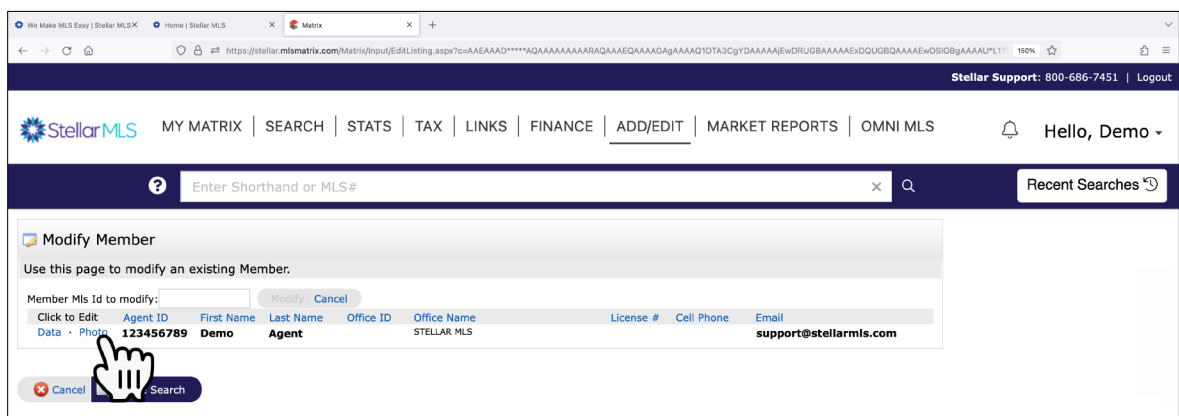 We Make MLS Easy | Stellar MLS
Home | Stellar MLS
Matrix
https://stellar.mlsmatrix.com/Matrix/Input/EditListing.aspx?c=AAEAAAD*****AQAAAAAAAAARAQAAAEQAAAAGAgAAAAQ1OTA3CgYDAAAAAjEwDRUGBAAAAAExDQUGBQAAAAEwDSIGBgAAAAU*L1T
150%
Stellar Support: 800-686-7451 | Logout
StellarMLS
MY MATRIX | SEARCH | STATS | TAX | LINKS | FINANCE | ADD/EDIT | MARKET REPORTS | OMNI MLS
Hello, Demo
Enter Shorthand or MLS#
Recent Searches
Modify Member
Use this page to modify an existing Member.
Member Mls Id to modify: Modify Cancel
Click to Edit Agent ID First Name Last Name Office ID Office Name License # Cell Phone Email
Data · Photo 123456789 Demo Agent STELLAR MLS support@stellarmls.com
Cancel Search